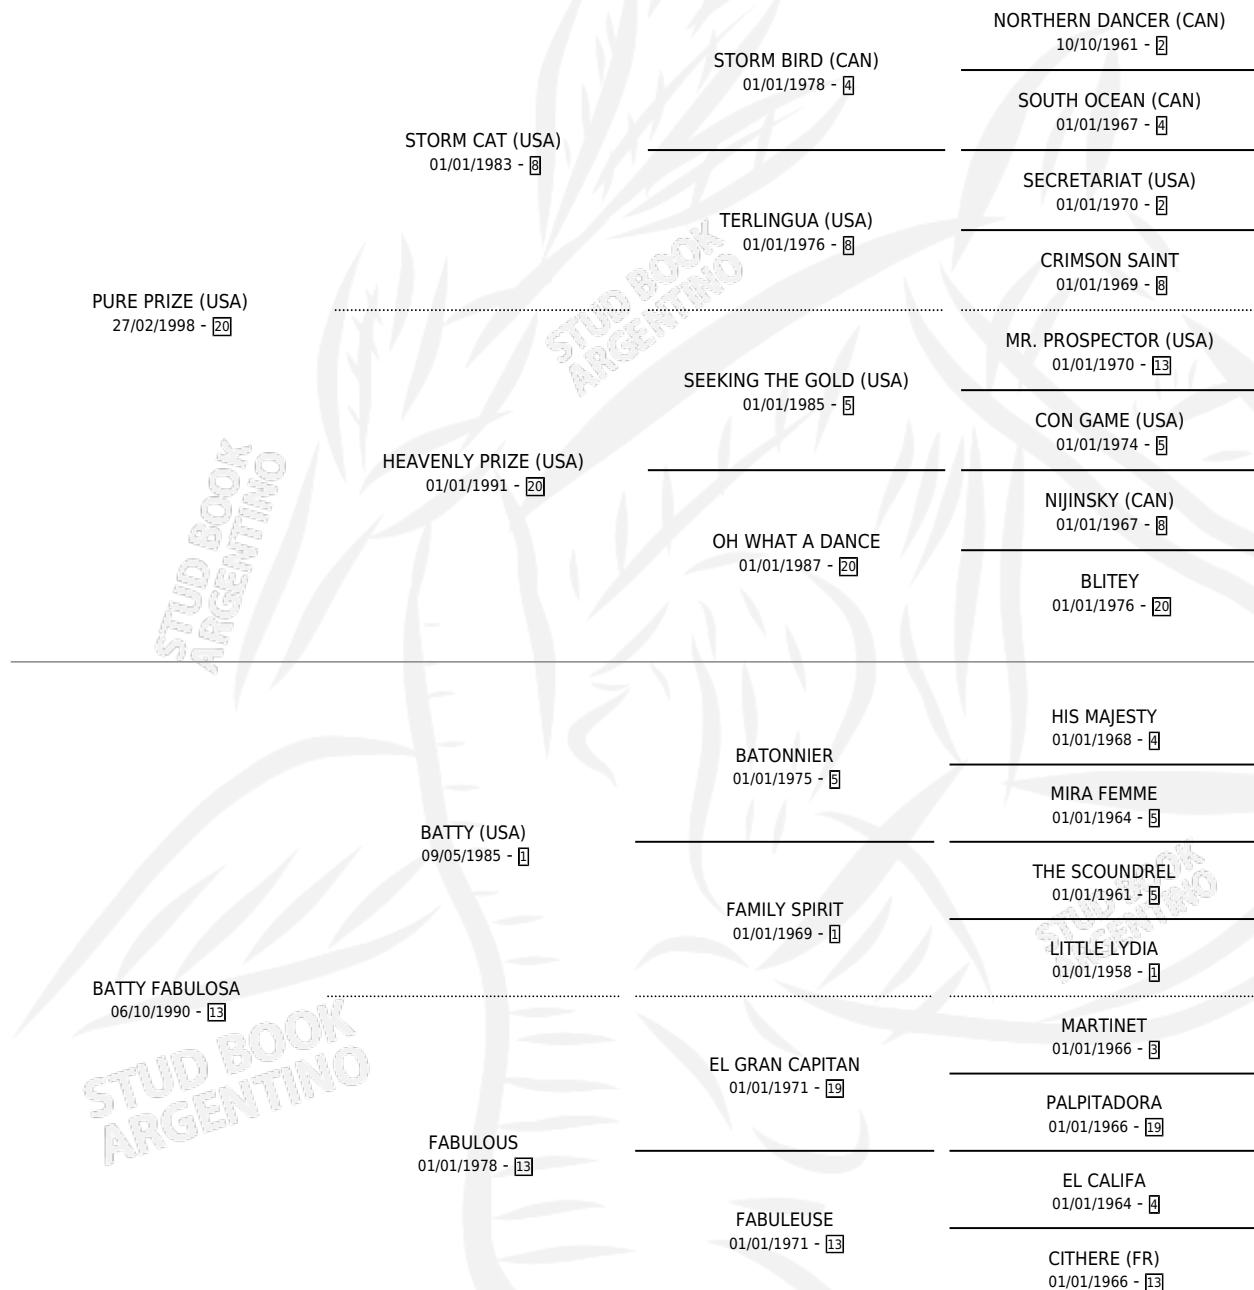 NORTHERN DANCER (CAN)
10/10/1961 - 2
STORM BIRD (CAN)
01/01/1978 - 4
SOUTH OCEAN (CAN)
01/01/1967 - 4
STORM CAT (USA)
01/01/1983 - 8
SECRETARIAT (USA)
01/01/1970 - 2
TERLINGUA (USA)
01/01/1976 - 8
CRIMSON SAINT
01/01/1969 - 8
PURE PRIZE (USA)
27/02/1998 - 20
MR. PROSPECTOR (USA)
01/01/1970 - 13
SEEKING THE GOLD (USA)
01/01/1985 - 5
CON GAME (USA)
01/01/1974 - 5
HEAVENLY PRIZE (USA)
01/01/1991 - 20
NIJINSKY (CAN)
01/01/1967 - 8
OH WHAT A DANCE
01/01/1987 - 20
BLITEY
01/01/1976 - 20
HIS MAJESTY
01/01/1968 - 4
BATONNIER
01/01/1975 - 5
MIRA FEMME
01/01/1964 - 5
BATTY (USA)
09/05/1985 - 1
THE SCOUNDREL
01/01/1961 - 5
FAMILY SPIRIT
01/01/1969 - 1
LITTLE LYDIA
01/01/1958 - 1
BATTY FABULOSA
06/10/1990 - 13
MARTINET
01/01/1966 - 3
EL GRAN CAPITAN
01/01/1971 - 19
PALPITADORA
01/01/1966 - 19
FABULOUS
01/01/1978 - 13
EL CALIFA
01/01/1964 - 4
FABULEUSE
01/01/1971 - 13
CITHERE (FR)
01/01/1966 - 13
STUD BOOK
ARGENTINO
STUD BOOK
ARGENTINO
STUD BOOK
ARGENTINO
STUD BOOK
ARGENTINO